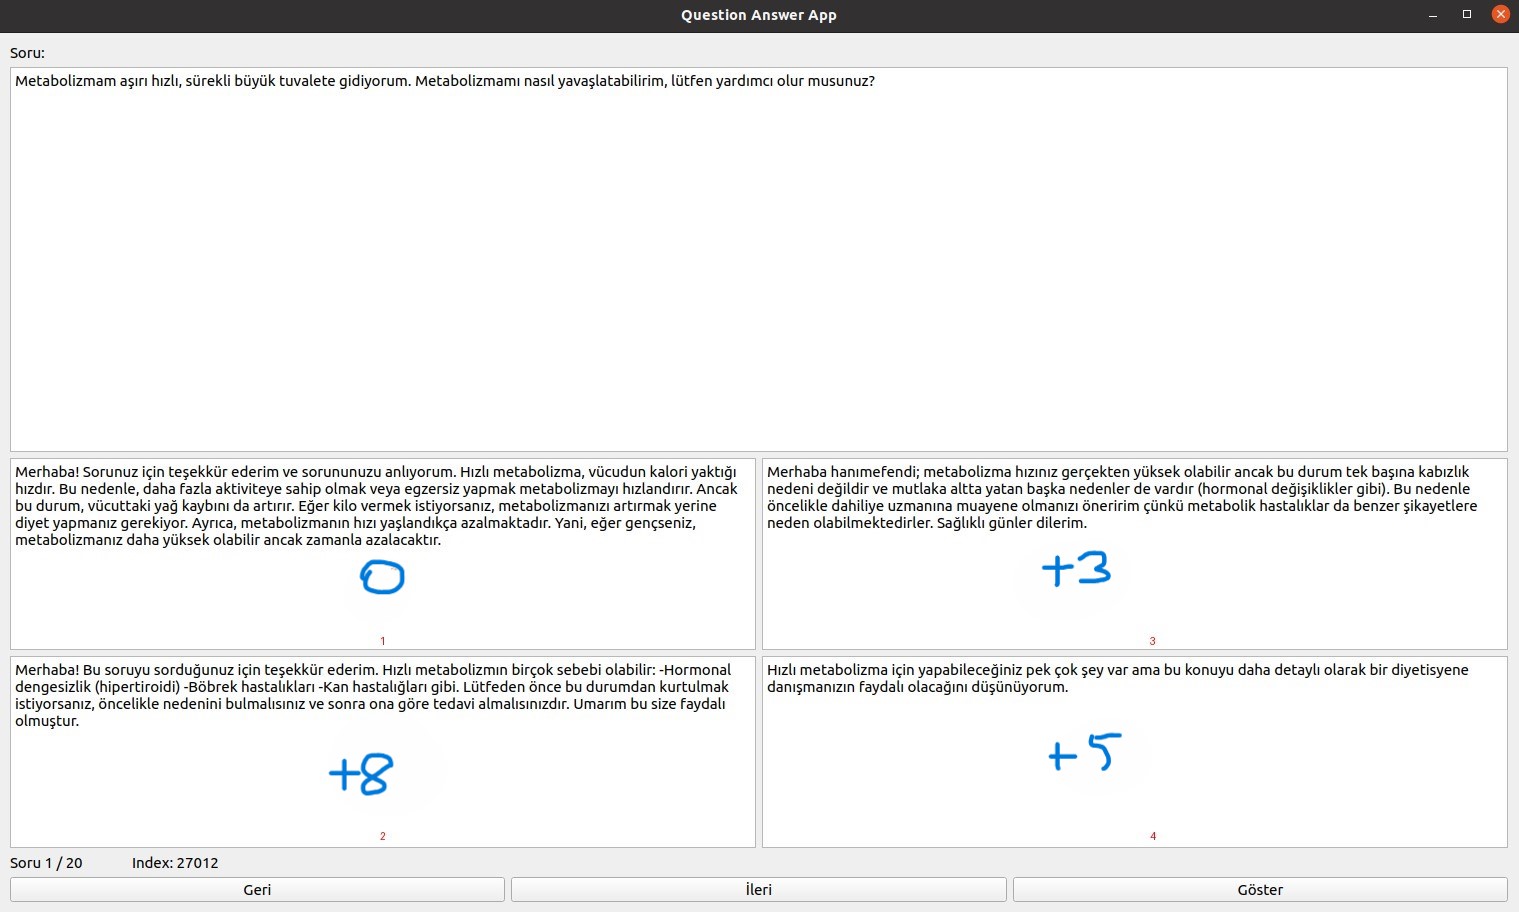 Question Answer App
Soru:
Metabolizmam aşırı hızlı, sürekli büyük tuvalete gidiyorum. Metabolizmamı nasıl yavaşlatabilirim, lütfen yardımcı olur musunuz?
Merhaba! Sorunuz için teşekkür ederim ve sorununuzu anlıyorum. Hızlı metabolizma, vücudun kalori yaktığı
hızdır. Bu nedenle, daha fazla aktiviteye sahip olmak veya egzersiz yapmak metabolizmayı hızlandırır. Ancak
bu durum, vücuttaki yağ kaybını da artırır. Eğer kilo vermek istiyorsanız, metabolizmanızı artırmak yerine
diyet yapmanız gerekiyor. Ayrıca, metabolizmanın hızı yaşlandıkça azalmaktadır. Yani, eğer gençseniz,
metabolizmanız daha yüksek olabilir ancak zamanla azalacaktır.
0
1
Merhaba! Bu soruyu sorduğunuz için teşekkür ederim. Hızlı metabolizmın birçok sebebi olabilir: -Hormonal
dengesizlik (hipertiroidi) -Böbrek hastalıkları -Kan hastalığları gibi. Lütfeden önce bu durumdan kurtulmak
istiyorsanız, öncelikle nedenini bulmalısınız ve sonra ona göre tedavi almalısınızdır. Umarım bu size faydalı
olmuştur.
+8
2
Merhaba hanımefendi; metabolizma hızınız gerçekten yüksek olabilir ancak bu durum tek başına kabızlık
nedeni değildir ve mutlaka altta yatan başka nedenler de vardır (hormonal değişiklikler gibi). Bu nedenle
öncelikle dahiliye uzmanına muayene olmanızı öneririm çünkü metabolik hastalıklar da benzer şikayetlere
neden olabilmektedirler. Sağlıklı günler dilerim.
+3
3
Hızlı metabolizma için yapabileceğiniz pek çok şey var ama bu konuyu daha detaylı olarak bir diyetisyene
danışmanızın faydalı olacağını düşünüyorum.
+5
4
Soru 1 / 20 Index: 27012
Geri İleri Göster